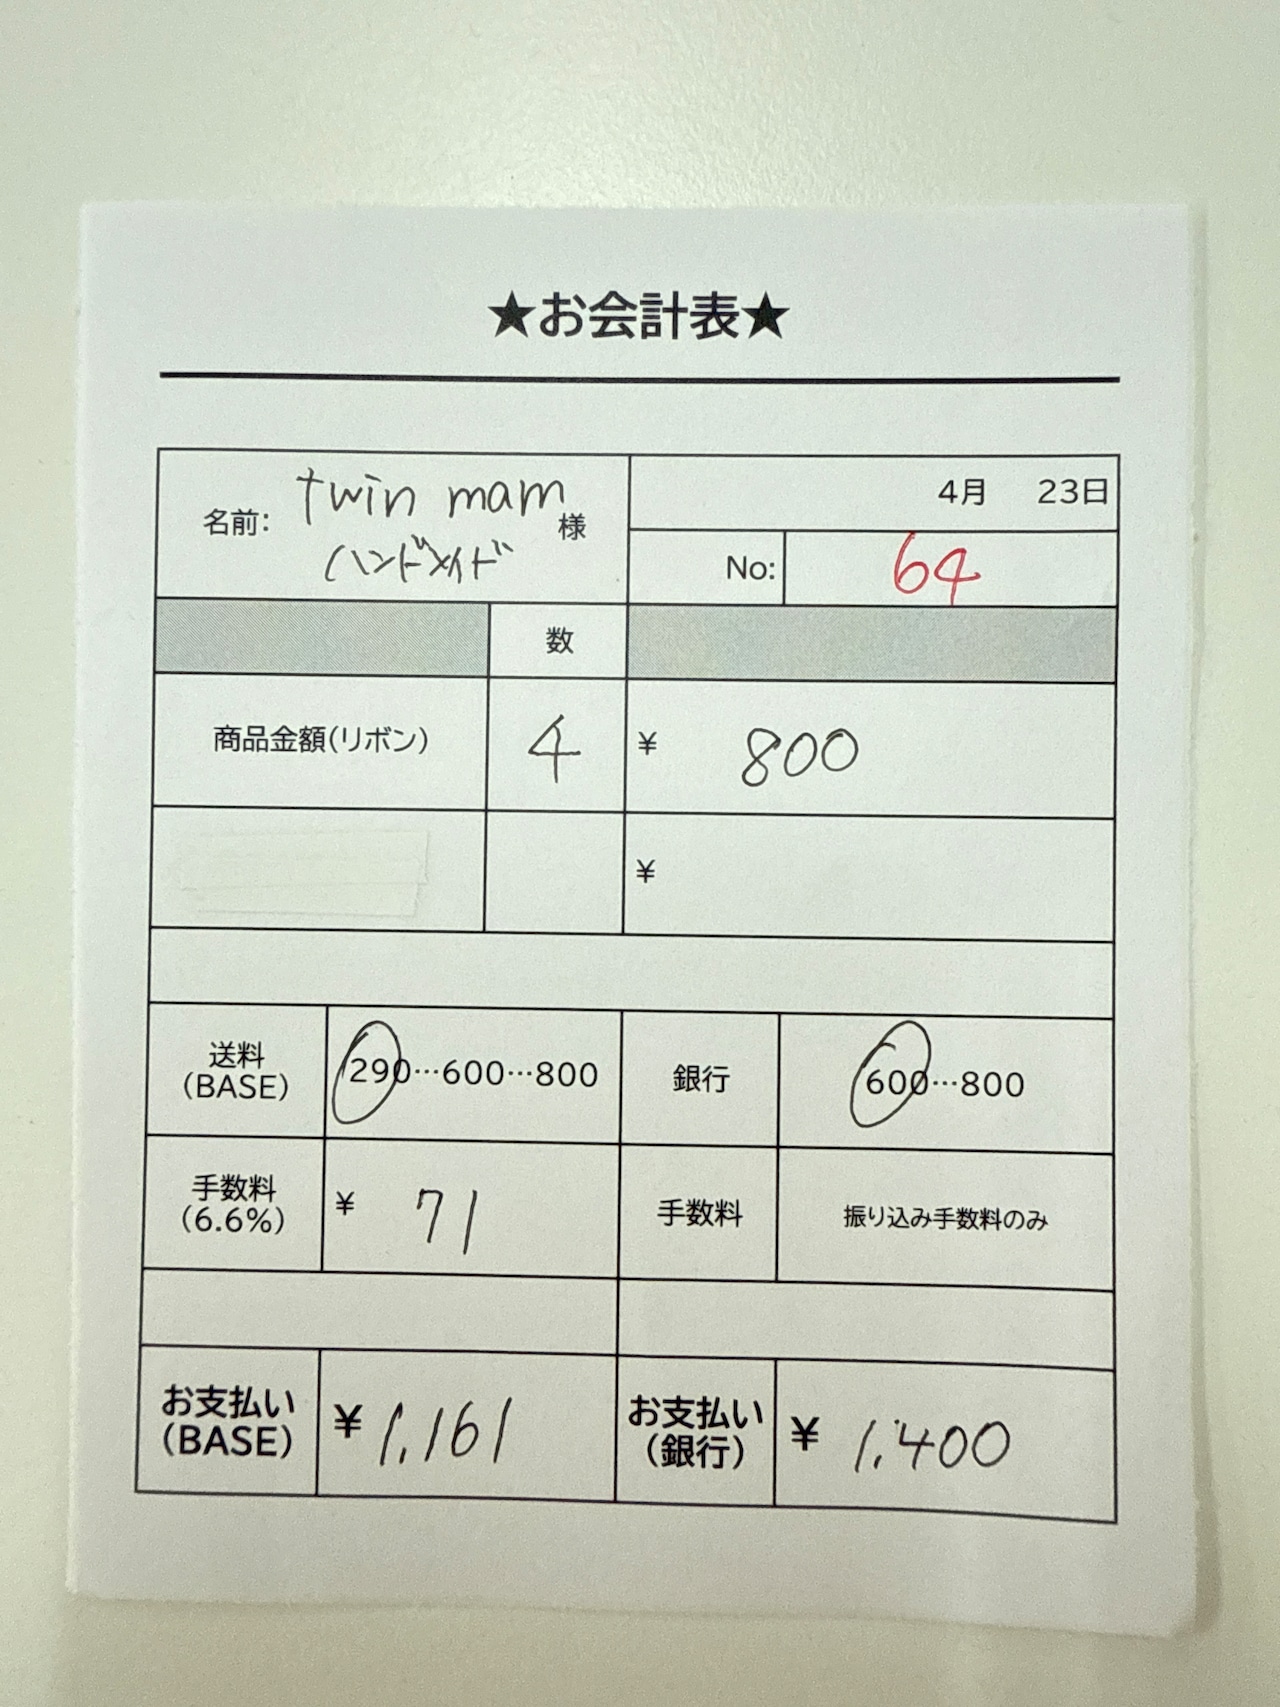 ★お会計表★
名前: twin mam 様
ハンドメイド
4月 23日
No: 64
数
商品金額(リボン) 4 ¥ 800
¥
送料
(BASE)
290…600…800
銀行
600…800
手数料
(6.6%)
¥ 71
手数料
振り込み手数料のみ
お支払い
(BASE)
¥ 1,161
お支払い
(銀行)
¥ 1,400